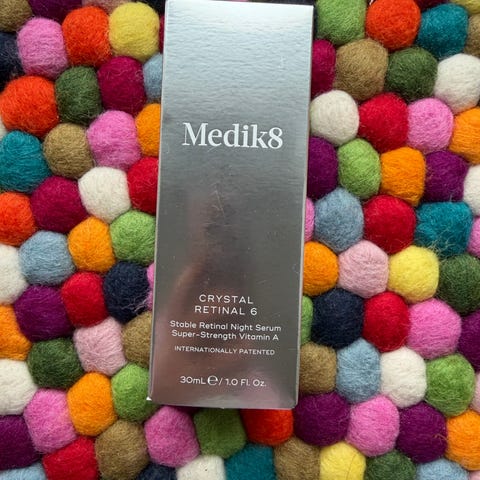 Medik8
CRYSTAL
RETINAL 6
Stable Retinal Night Serum
Super-Strength Vitamin A
INTERNATIONALLY PATENTED
30mL ℮/ 1.0 Fl. Oz.